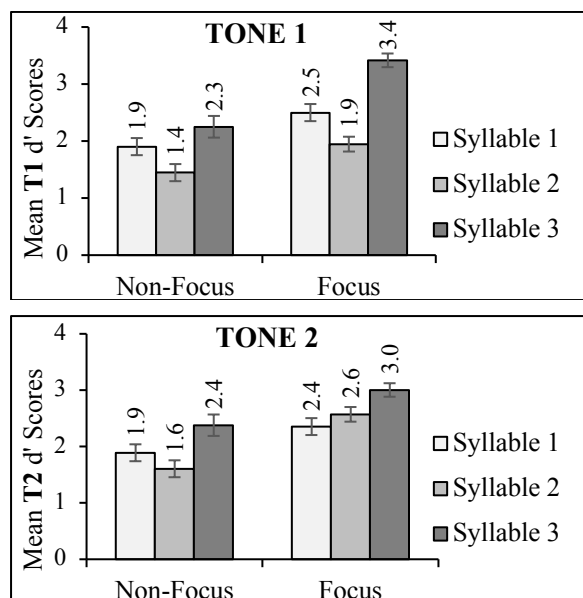 TONE 1
Mean T1 d' Scores
4
3
2
1
0
1.9
1.4
2.3
2.5
1.9
3.4
Non-Focus
Focus
Syllable 1
Syllable 2
Syllable 3
TONE 2
Mean T2 d' Scores
4
3
2
1
0
1.9
1.6
2.4
2.4
2.6
3.0
Non-Focus
Focus
Syllable 1
Syllable 2
Syllable 3